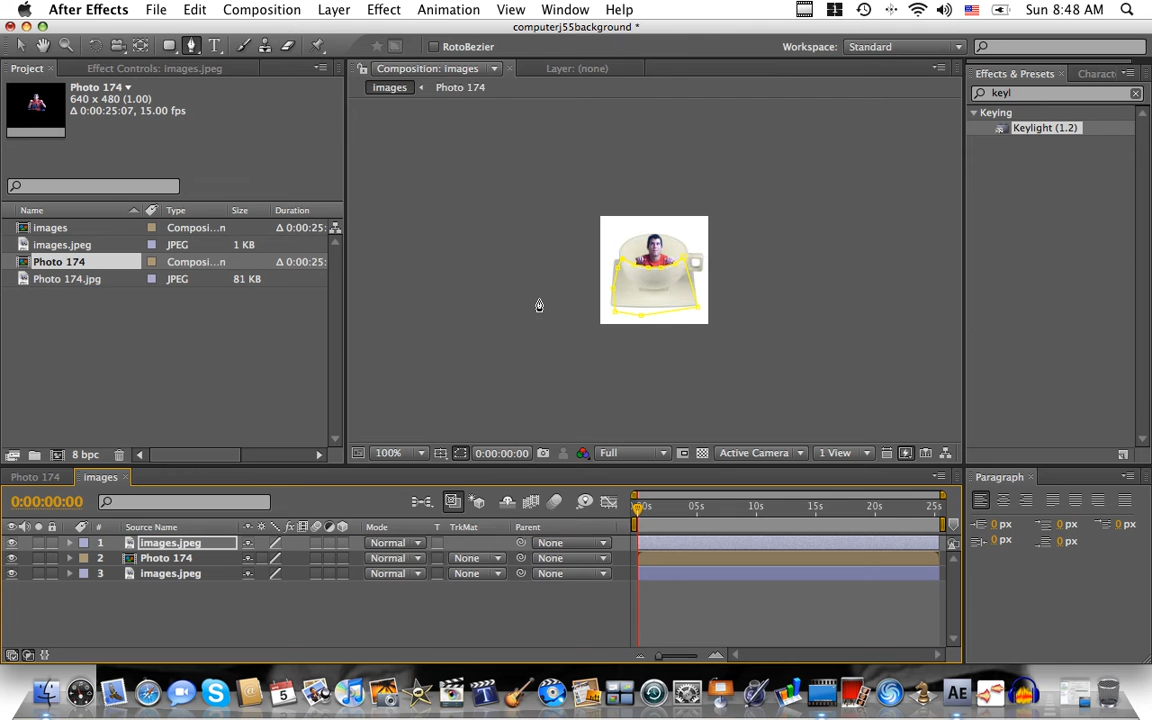 After Effects File Edit Composition Layer Effect Animation View Window Help Sun 8:48 AM
computerj55background *
RotoBezier Workspace: Standard
Project Effect Controls: images.jpeg Composition: images Layer: (none) Effects & Presets Charact
Photo 174
640 x 480 (1.00)
Δ 0:00:25:07, 15.00 fps
images Photo 174
keyl
Keying
Keylight (1.2)
Name Type Size Duration
images Composi...n Δ 0:00:25:
images.jpeg JPEG 1 KB
Photo 174 Composi...n Δ 0:00:25:
Photo 174.jpg JPEG 81 KB
8 bpc 100% 0:00:00:00 Full Active Camera 1 View
Photo 174 images Paragraph
0:00:00:00 00s 05s 10s 15s 20s 25s
# Source Name fx Mode T TrkMat Parent
0 px 0 px 0 px
0 px 0 px
1 images.jpeg Normal None
2 Photo 174 Normal None None
3 images.jpeg Normal None None
5
AE